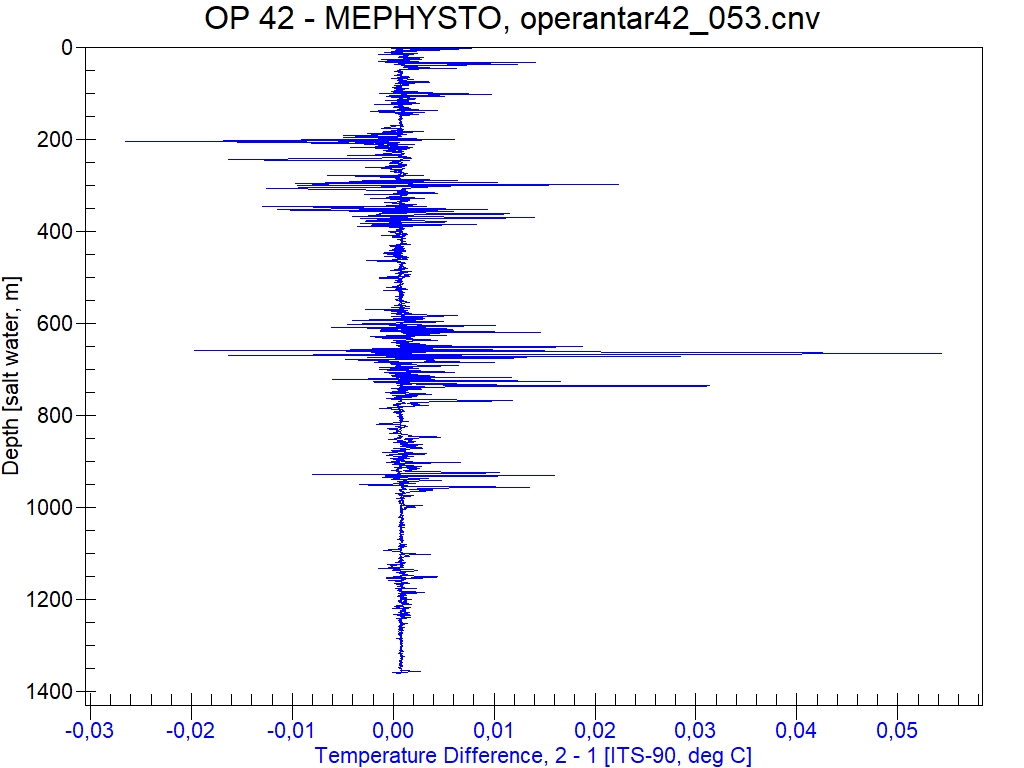 OP 42 - MEPHYSTO, operantar42_053.cnv
0
200
400
600
800
1000
1200
1400
Depth [salt water, m]
-0,03 -0,02 -0,01 0,00 0,01 0,02 0,03 0,04 0,05
Temperature Difference, 2 - 1 [ITS-90, deg C]